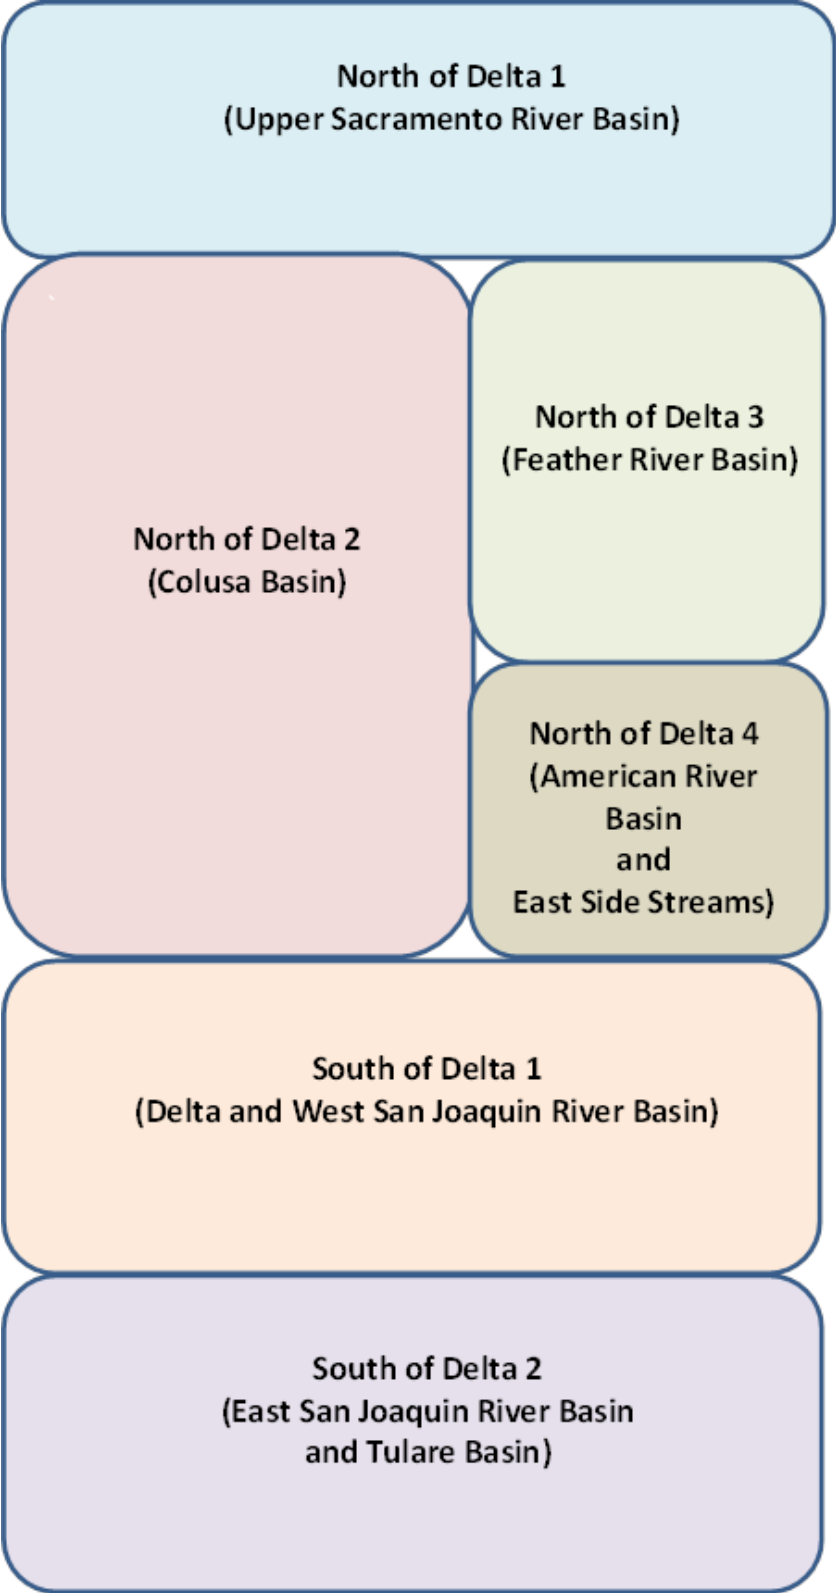 North of Delta 1
(Upper Sacramento River Basin)
North of Delta 3
(Feather River Basin)
North of Delta 2
(Colusa Basin)
North of Delta 4
(American River
Basin
and
East Side Streams)
South of Delta 1
(Delta and West San Joaquin River Basin)
South of Delta 2
(East San Joaquin River Basin
and Tulare Basin)